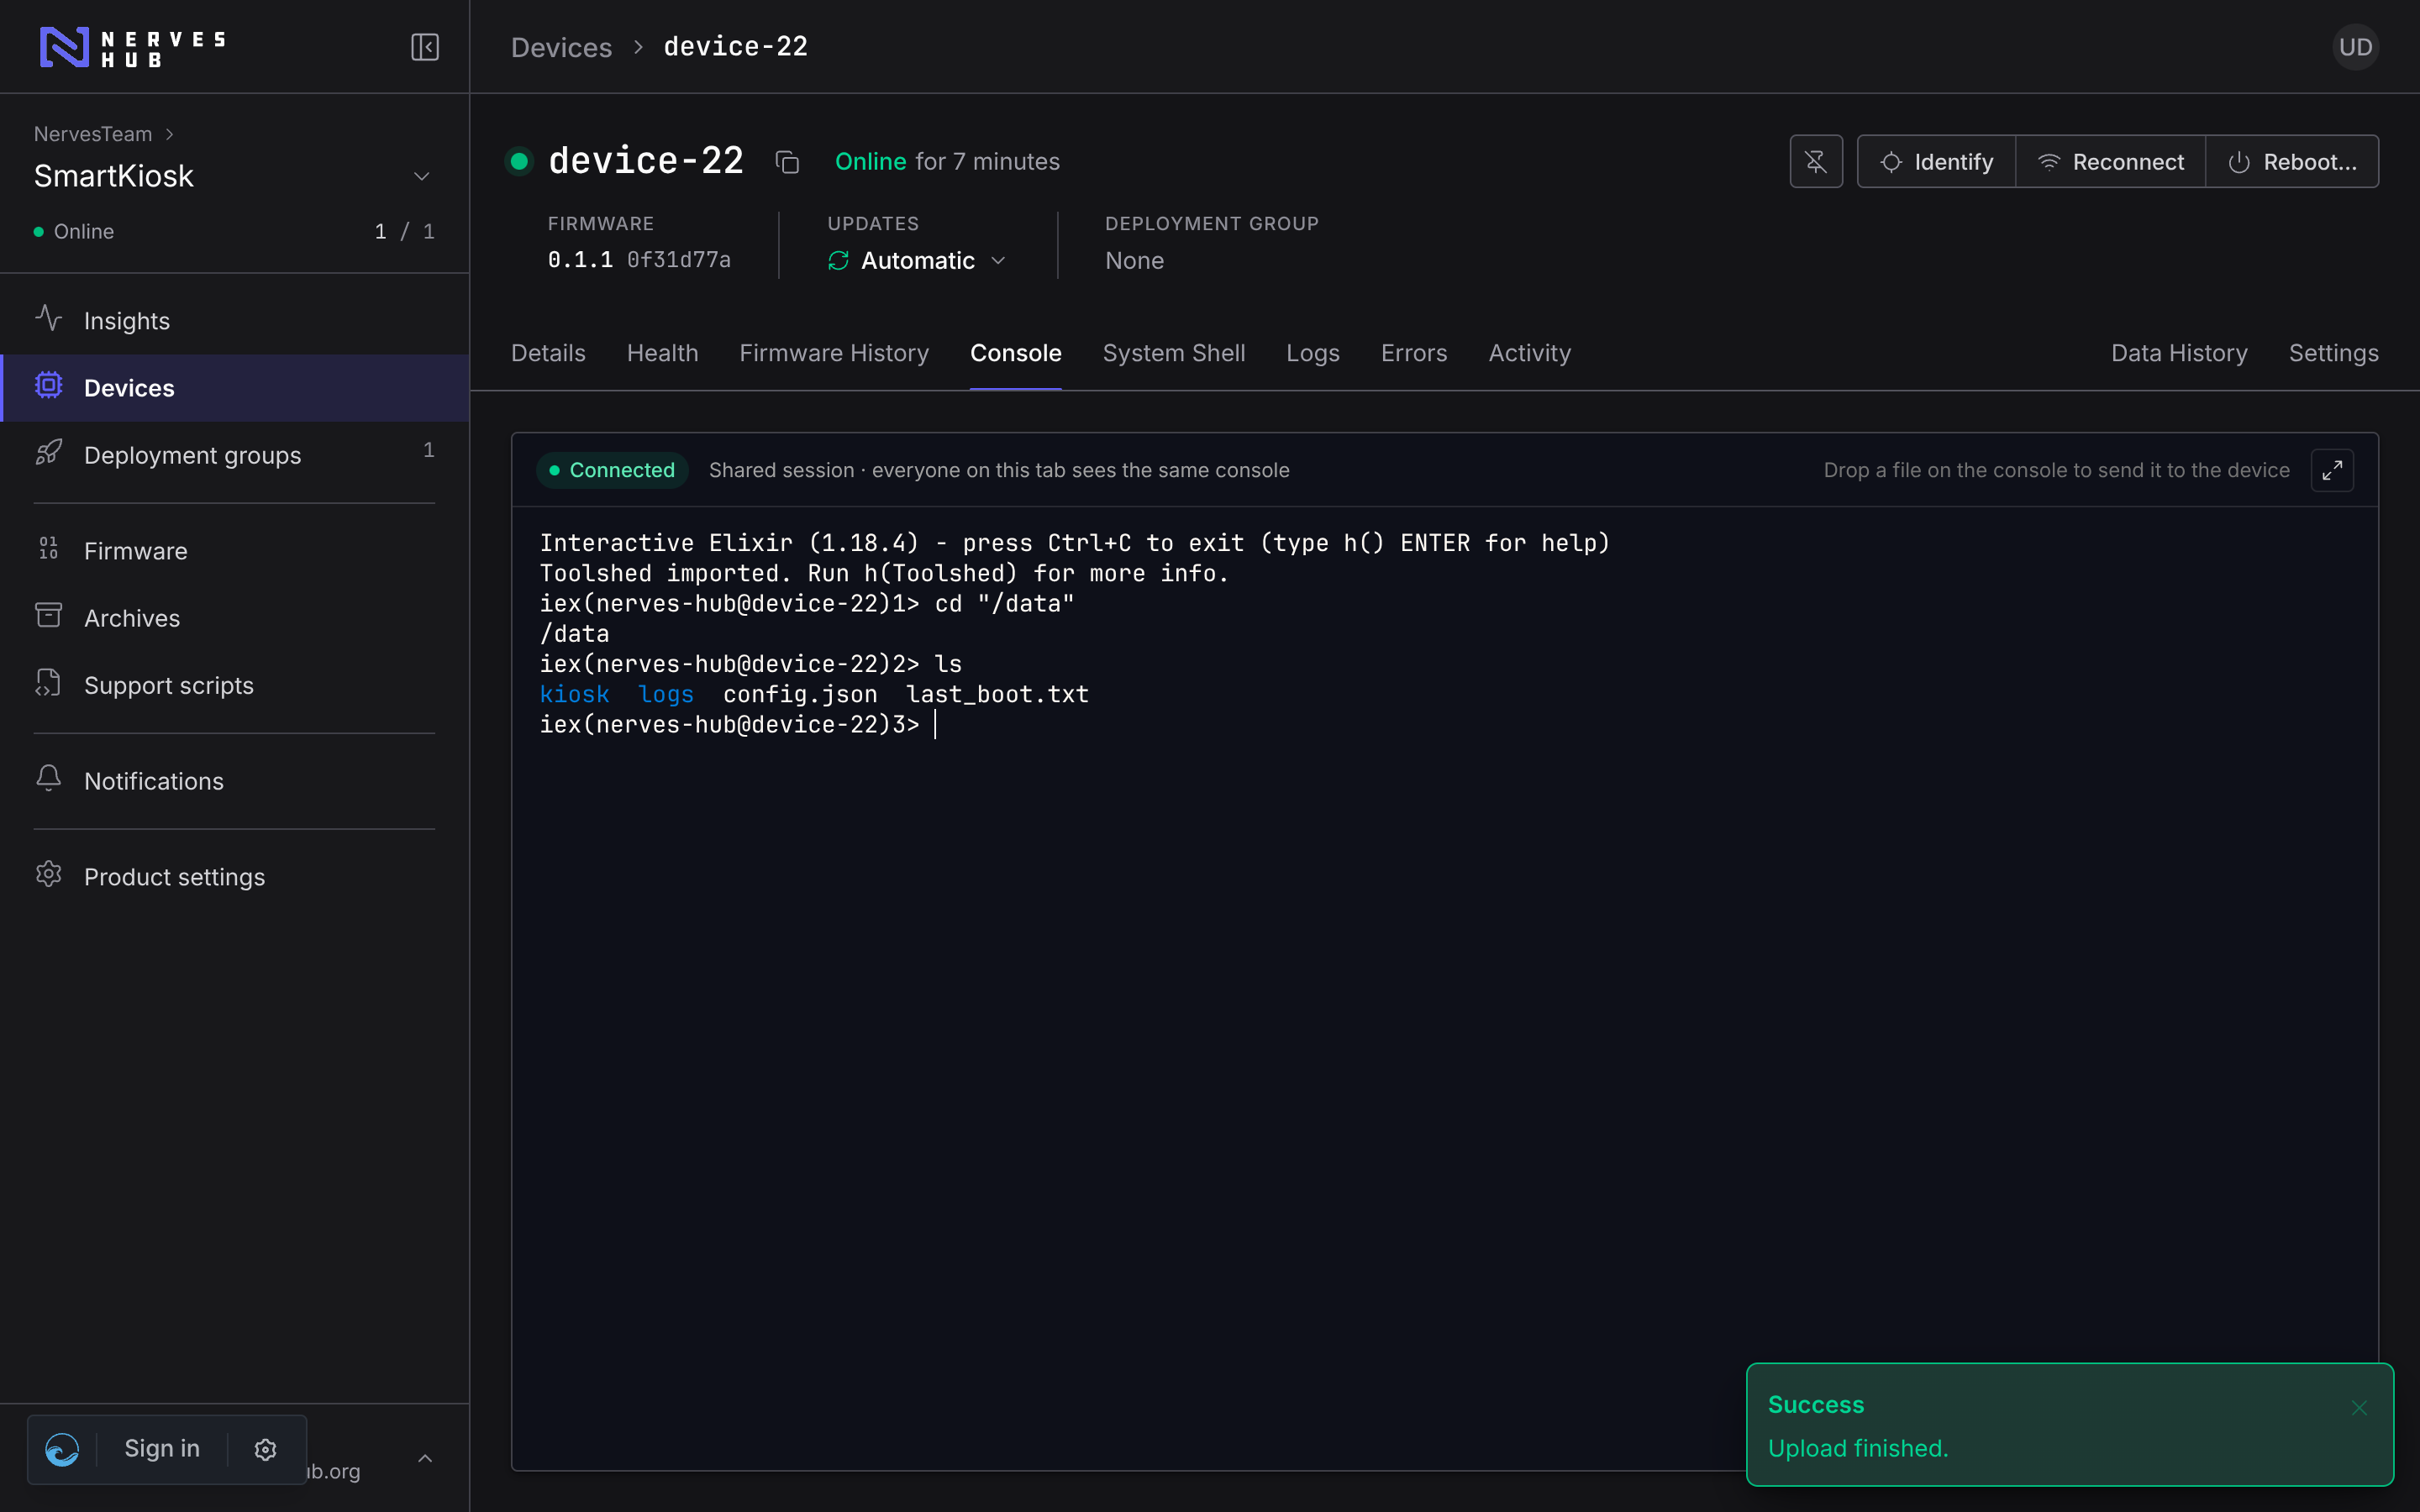 NERVES
HUB
Devices > device-22
UD
NervesTeam >
SmartKiosk
Online 1 / 1
Insights
Devices
Deployment groups 1
Firmware
Archives
Support scripts
Notifications
Product settings
Sign in
ub.org
device-22 Online for 7 minutes
Identify Reconnect Reboot...
FIRMWARE UPDATES DEPLOYMENT GROUP
0.1.1 0f31d77a Automatic None
Details Health Firmware History Console System Shell Logs Errors Activity Data History Settings
Connected Shared session · everyone on this tab sees the same console Drop a file on the console to send it to the device
Interactive Elixir (1.18.4) - press Ctrl+C to exit (type h() ENTER for help)
Toolshed imported. Run h(Toolshed) for more info.
iex(nerves-hub@device-22)1> cd "/data"
/data
iex(nerves-hub@device-22)2> ls
kiosk logs config.json last_boot.txt
iex(nerves-hub@device-22)3>
Success
Upload finished.